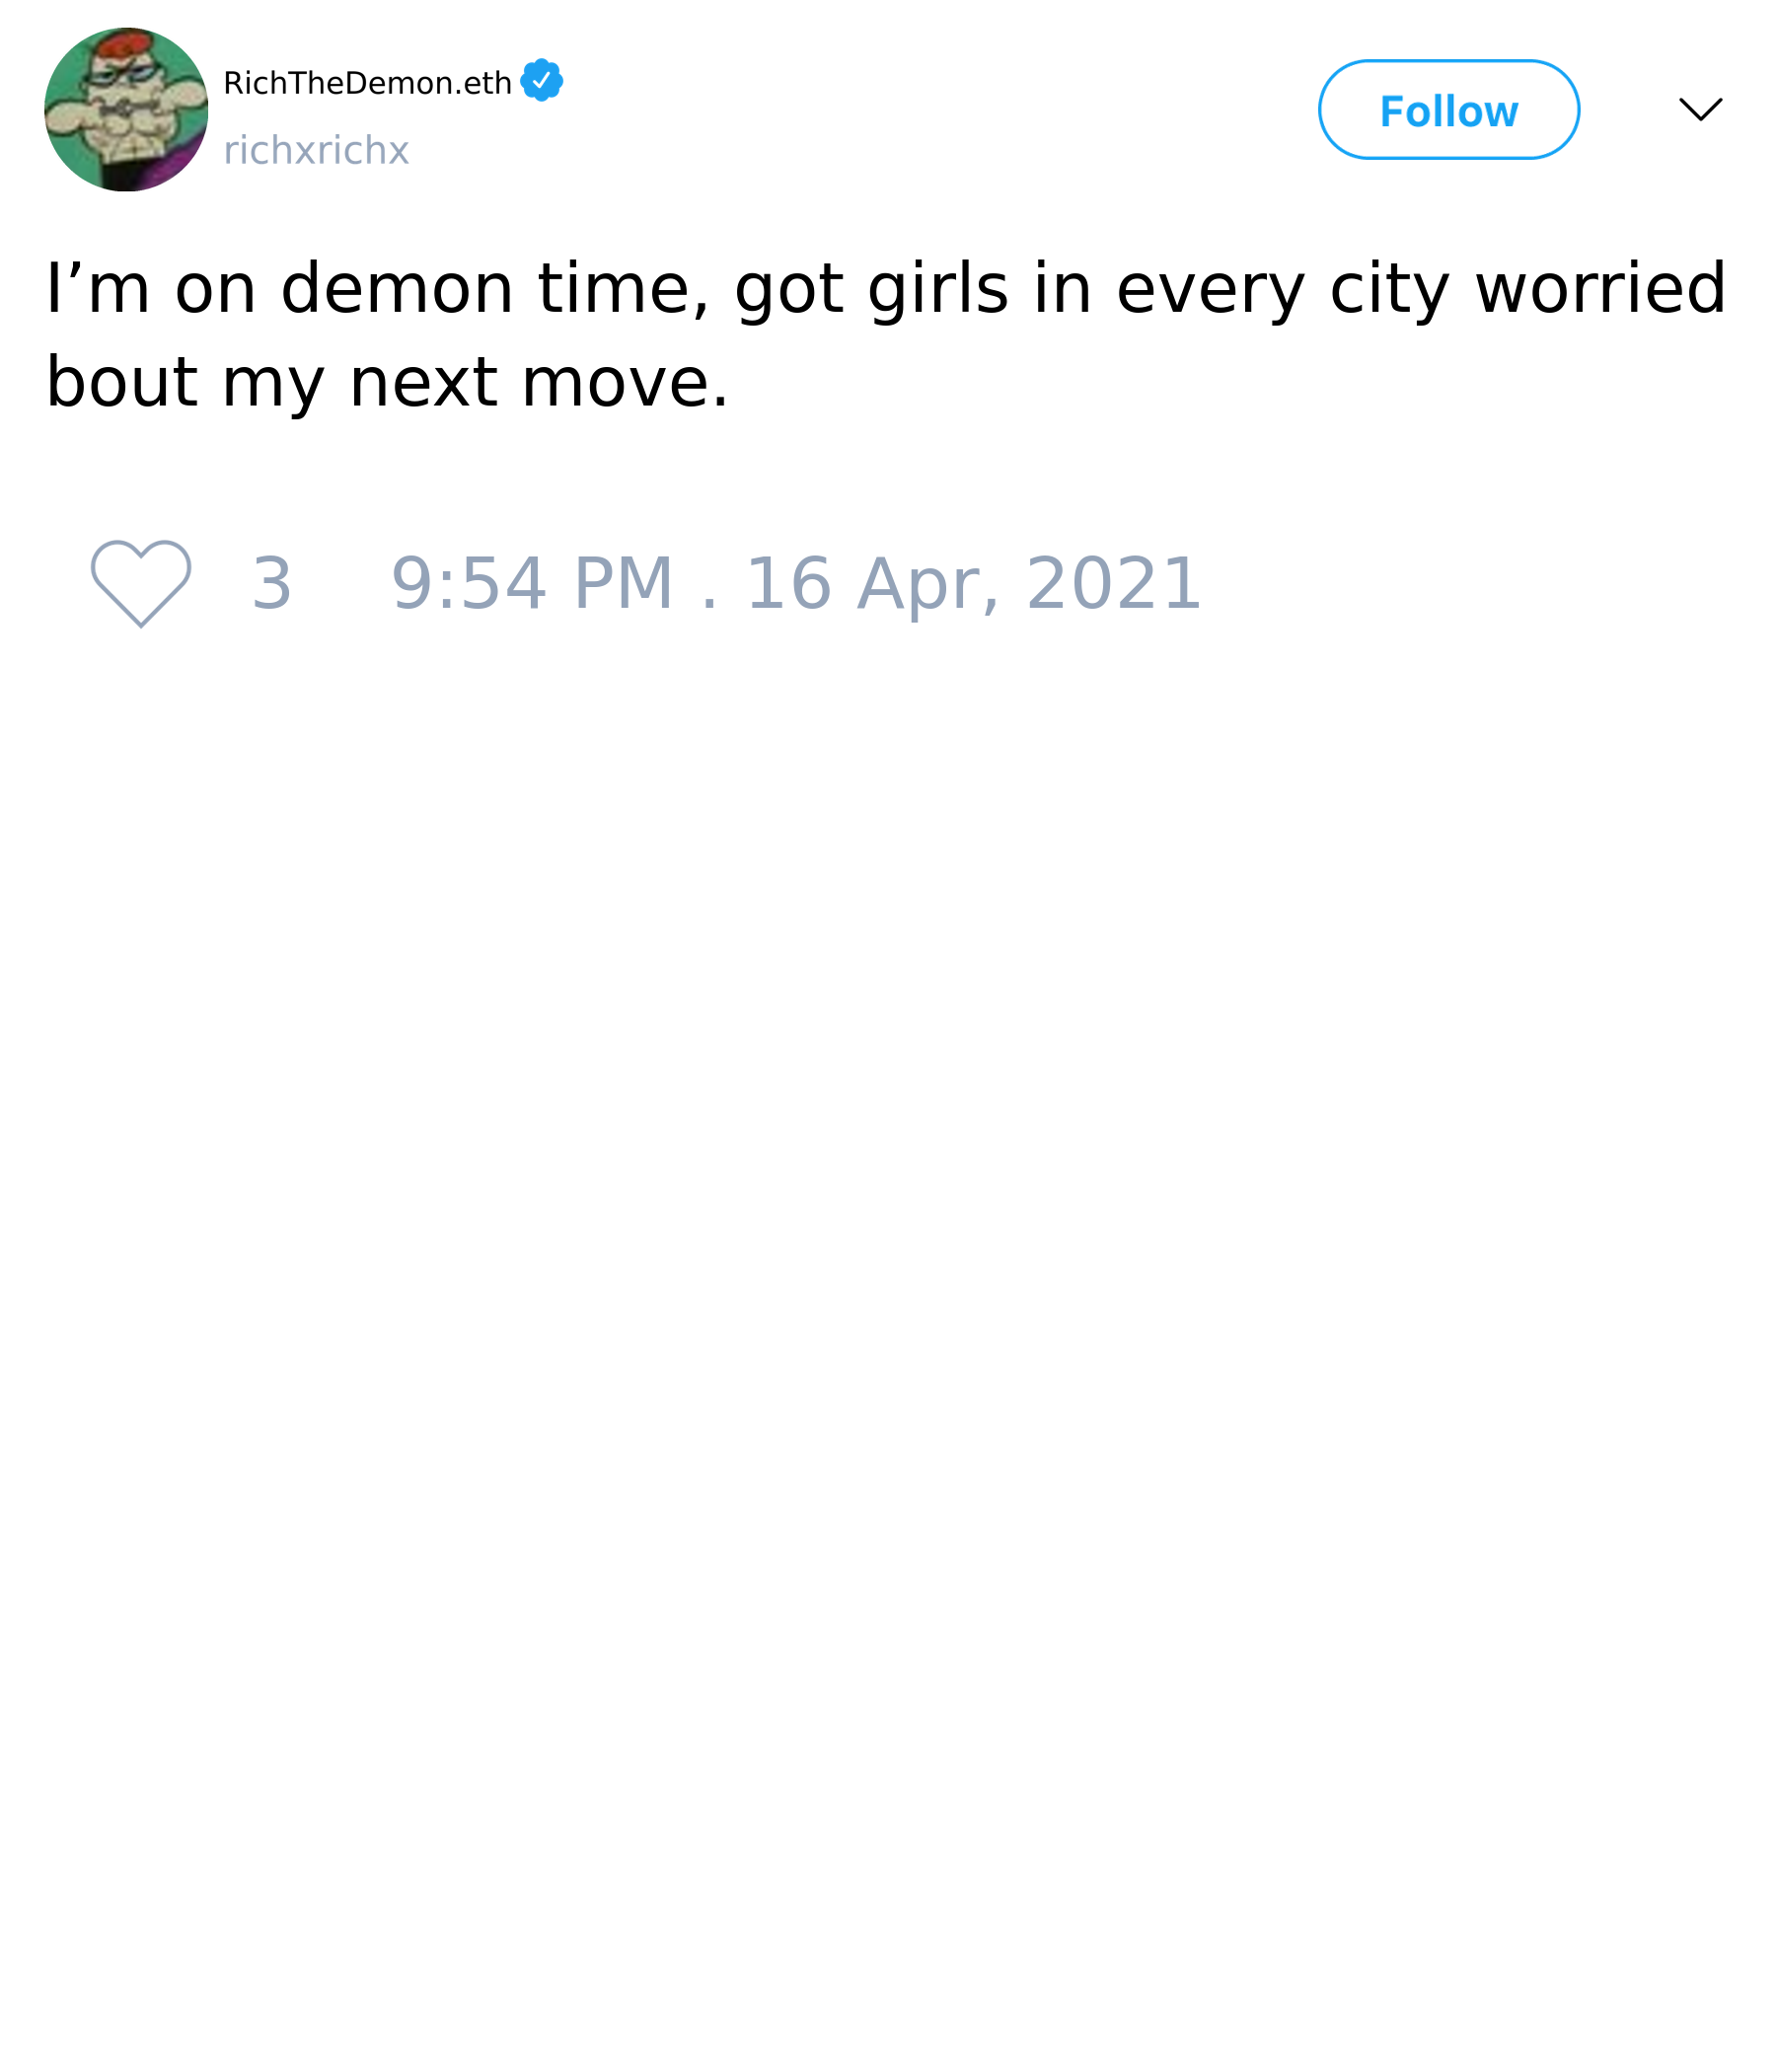 RichTheDemon.eth
richxrichx
Follow
I’m on demon time, got girls in every city worried
bout my next move.
3 9:54 PM . 16 Apr, 2021